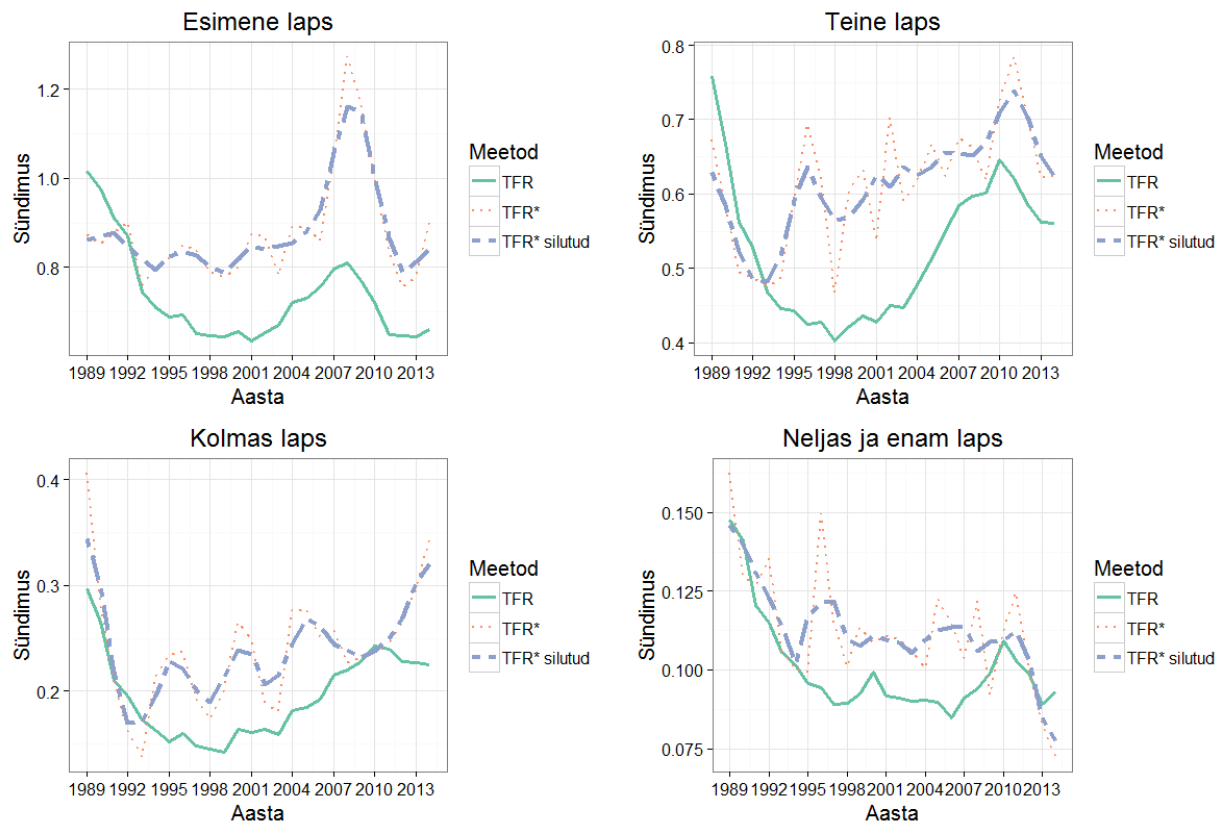 Esimene laps
Sündimus
1.2
1.0
0.8
1989 1992 1995 1998 2001 2004 2007 2010 2013
Aasta
Meetod
TFR
TFR*
TFR* silutud
Teine laps
Sündimus
0.8
0.7
0.6
0.5
0.4
1989 1992 1995 1998 2001 2004 2007 2010 2013
Aasta
Meetod
TFR
TFR*
TFR* silutud
Kolmas laps
Sündimus
0.4
0.3
0.2
1989 1992 1995 1998 2001 2004 2007 2010 2013
Aasta
Meetod
TFR
TFR*
TFR* silutud
Neljas ja enam laps
Sündimus
0.150
0.125
0.100
0.075
1989 1992 1995 1998 2001 2004 2007 2010 2013
Aasta
Meetod
TFR
TFR*
TFR* silutud